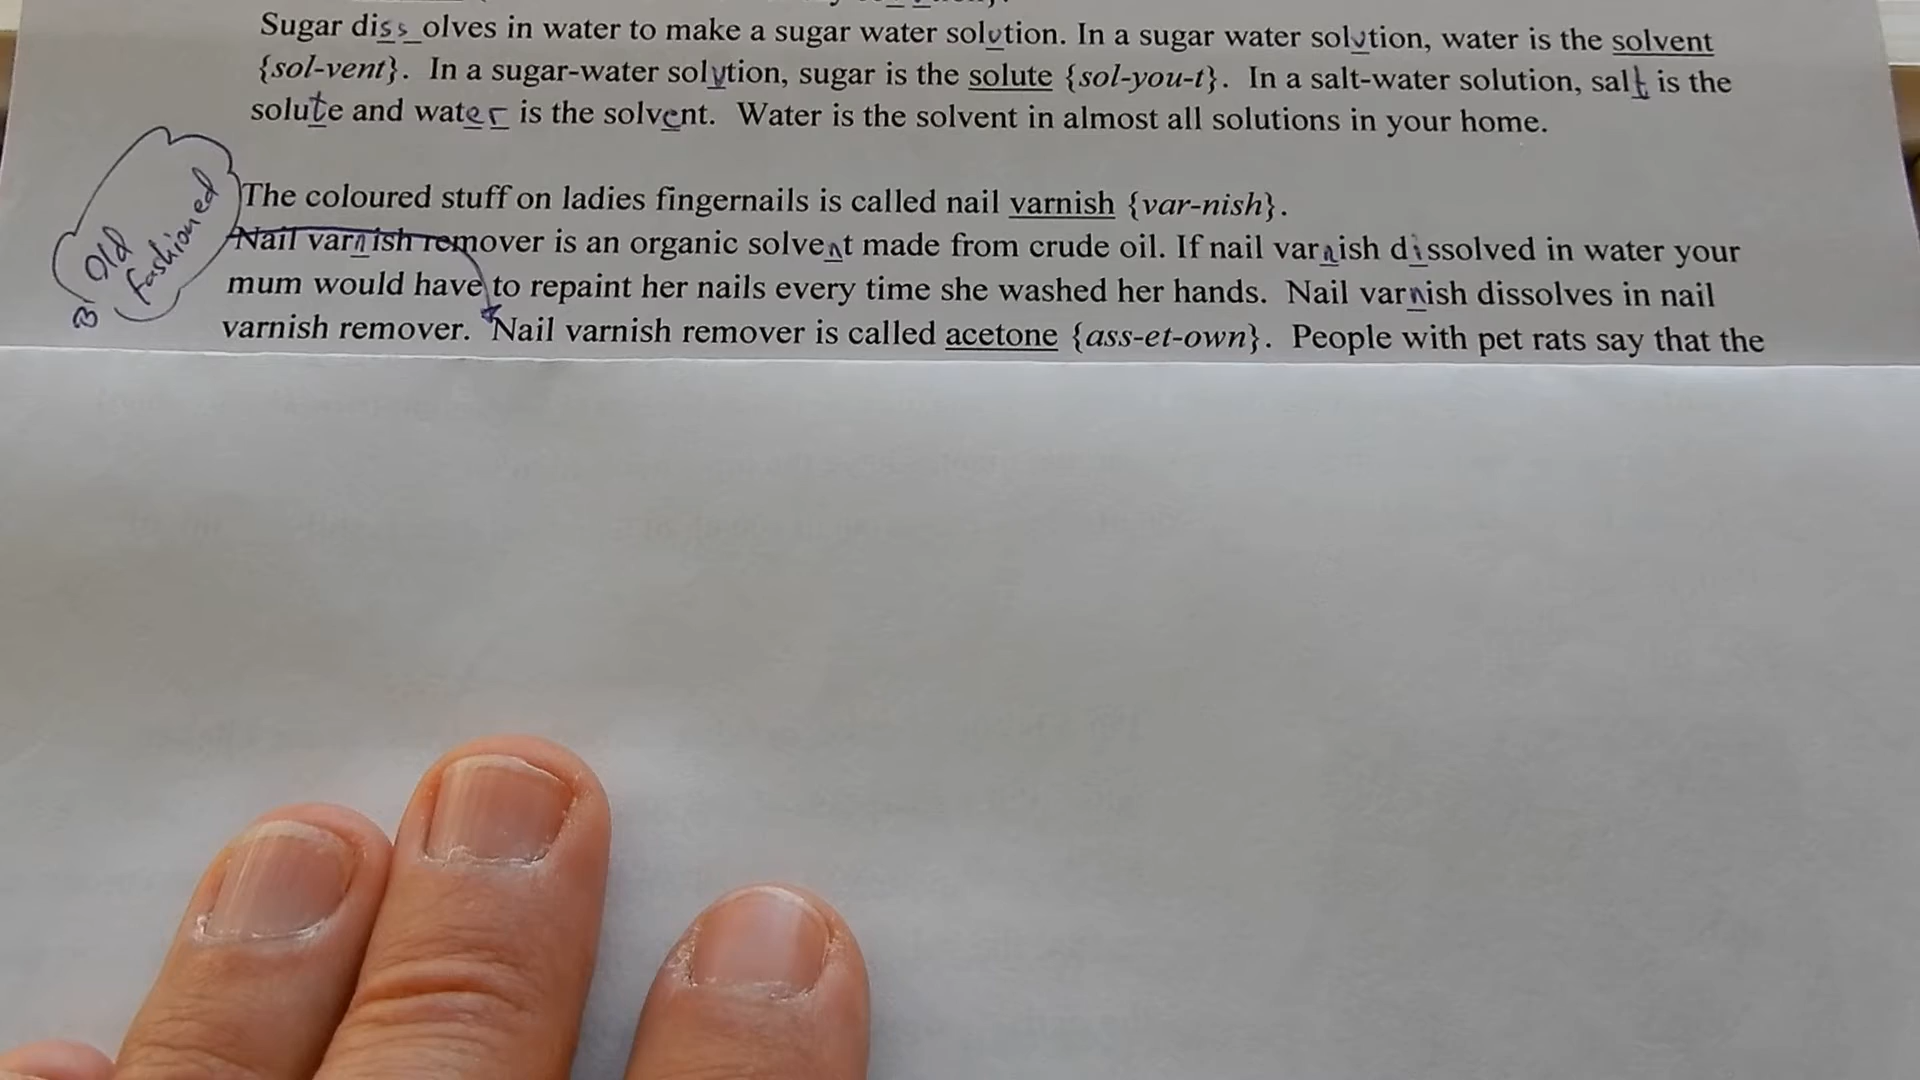 Sugar diss_olves in water to make a sugar water solution. In a sugar water solution, water is the solvent
{sol-vent}. In a sugar-water solution, sugar is the solute {sol-you-t}. In a salt-water solution, salt is the
solute and water is the solvent. Water is the solvent in almost all solutions in your home.
Old
fashioned
The coloured stuff on ladies fingernails is called nail varnish {var-nish}.
Nail varnish remover is an organic solvent made from crude oil. If nail varnish dissolved in water your
mum would have to repaint her nails every time she washed her hands. Nail varnish dissolves in nail
varnish remover. Nail varnish remover is called acetone {ass-et-own}. People with pet rats say that the